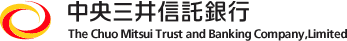 中央三井信託銀行
The Chuo Mitsui Trust and Banking Company,Limited